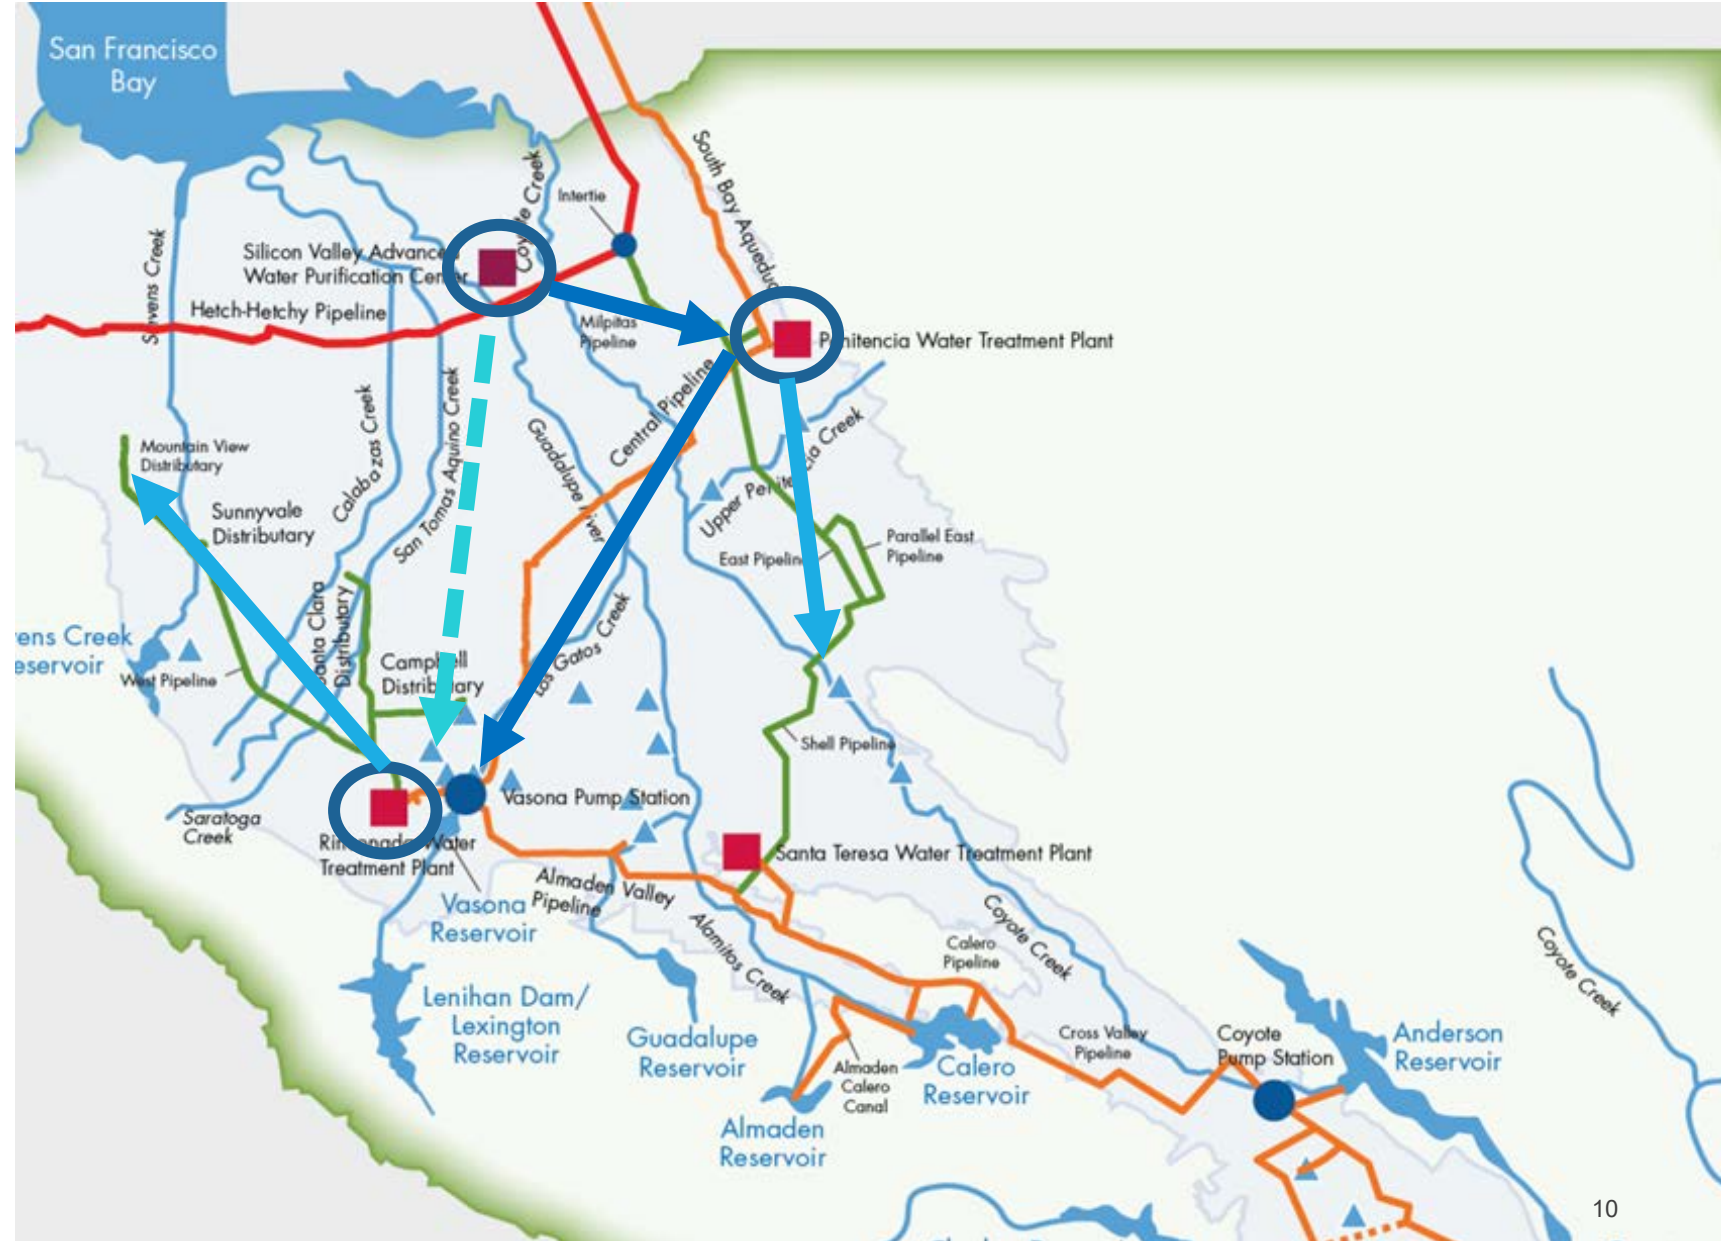 San Francisco
Bay
South Bay Aqueduct
Coyote Creek
Intertie
Stevens Creek
Silicon Valley Advanced
Water Purification Center
Hetch-Hetchy Pipeline
Milpitas
Pipeline
Penitencia Water Treatment Plant
Central Pipeline
Calabazas Creek
San Tomas Aquino Creek
Guadalupe River
Upper Penitencia Creek
Mountain View
Distributary
Sunnyvale
Distributary
Parallel East
Pipeline
East Pipeline
Santa Clara
Distributary
Los Gatos Creek
ens Creek
eservoir
West Pipeline
Campbell
Distributary
Shell Pipeline
Vasona Pump Station
Saratoga
Creek
Rinconada Water
Treatment Plant
Santa Teresa Water Treatment Plant
Almaden Valley
Pipeline
Vasona
Reservoir
Alamitos Creek
Coyote Creek
Calero
Pipeline
Coyote Creek
Lenihan Dam/
Lexington
Reservoir
Guadalupe
Reservoir
Cross Valley
Pipeline
Coyote
Pump Station
Anderson
Reservoir
Almaden
Calero
Canal
Calero
Reservoir
Almaden
Reservoir
10